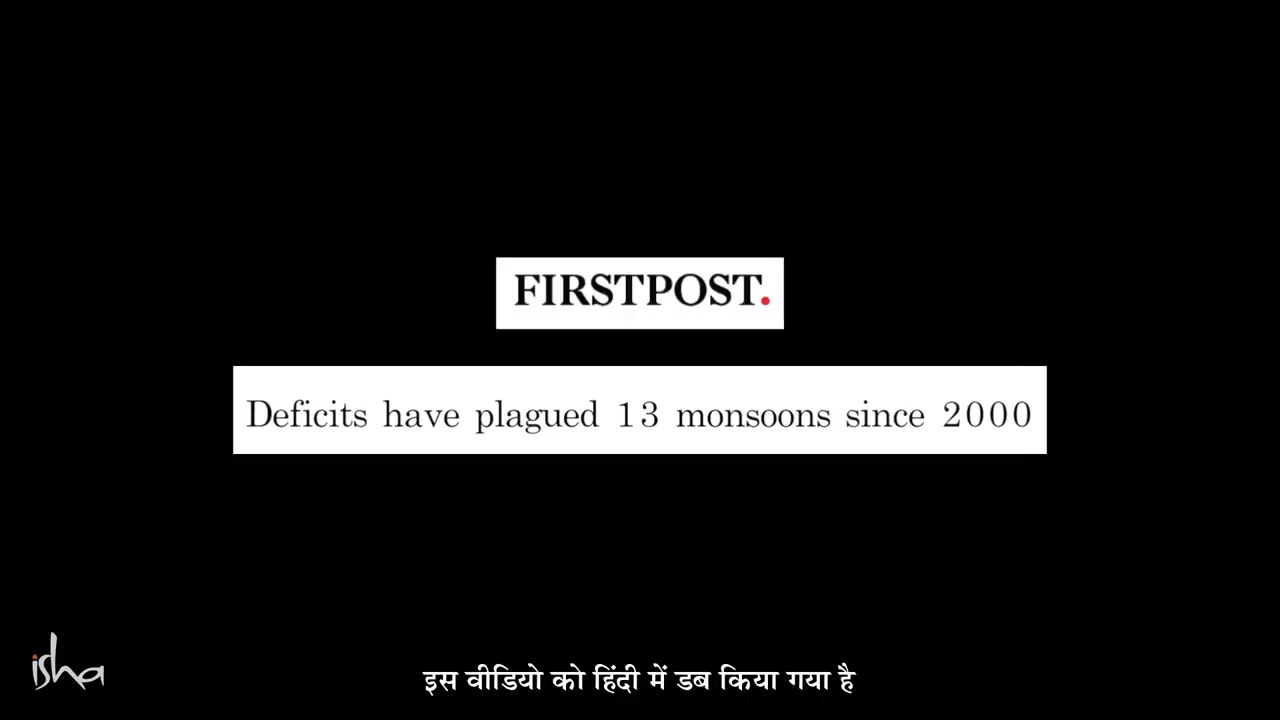 FIRSTPOST.
Deficits have plagued 13 monsoons since 2000
isha
इस वीडियो को हिंदी में डब किया गया है